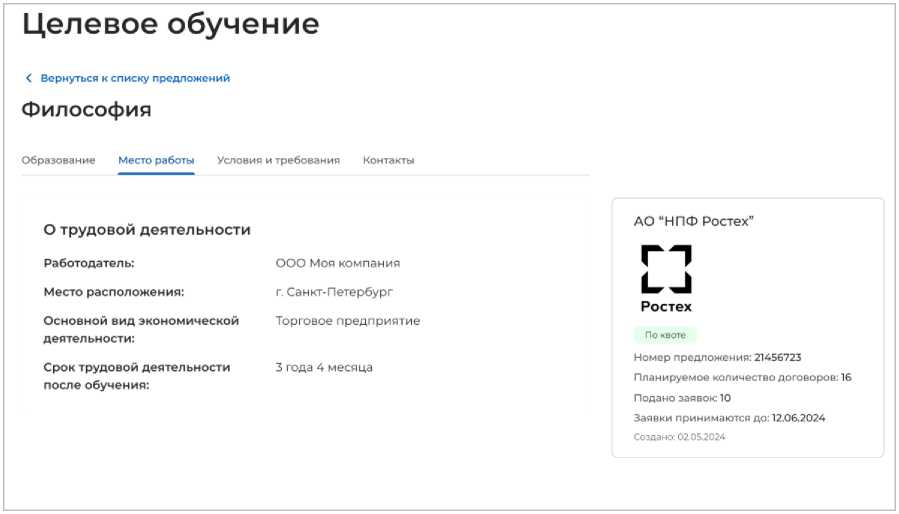 Целевое обучение
Вернуться к списку предложений
Философия
Образование Место работы Условия и требования Контакты
О трудовой деятельности
Работодатель: ООО Моя компания
Место расположения: г. Санкт-Петербург
Основной вид экономической Торговое предприятие
деятельности:
Срок трудовой деятельности 3 года 4 месяца
после обучения:
АО “НПФ Ростех”
Ростех
По квоте
Номер предложения: 21456723
Планируемое количество договоров: 16
Подано заявок: 10
Заявки принимаются до: 12.06.2024
Создано: 02.05.2024